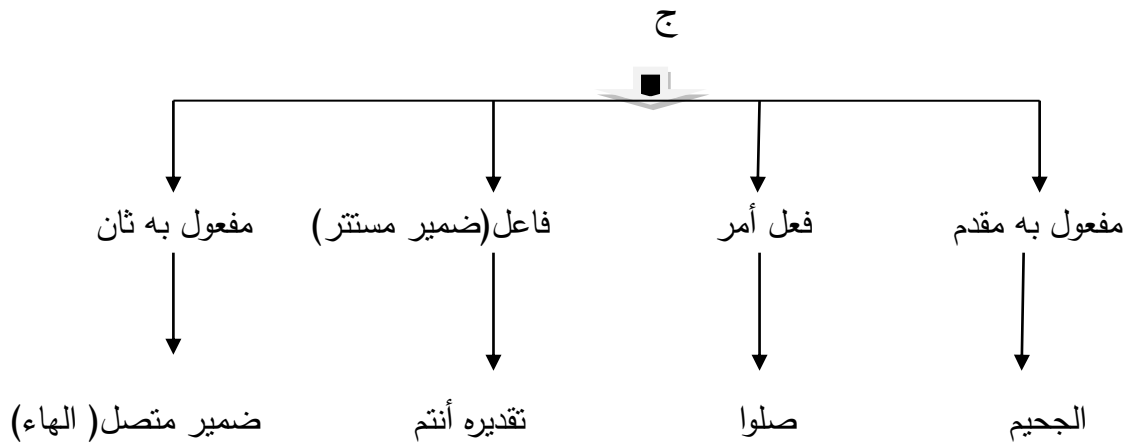 ج
مفعول به مقدم فعل أمر فاعل(ضمير مستتر) مفعول به ثان
الجحيم صلوا تقديره أنتم ضمير متصل( الهاء)